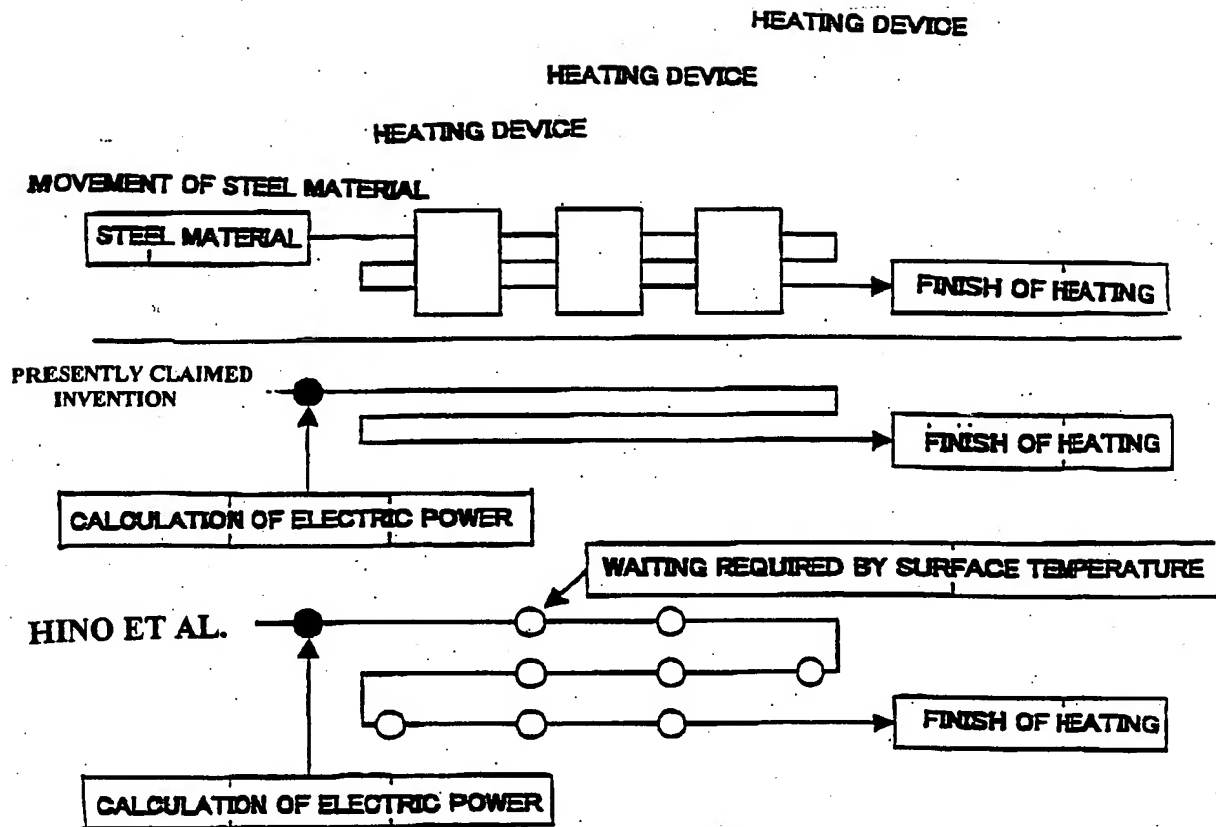 HEATING DEVICE
HEATING DEVICE
HEATING DEVICE
MOVEMENT OF STEEL MATERIAL
STEEL MATERIAL
FINISH OF HEATING
PRESENTLY CLAIMED
INVENTION
FINISH OF HEATING
CALCULATION OF ELECTRIC POWER
WAITING REQUIRED BY SURFACE TEMPERATURE
HINO ET AL.
FINISH OF HEATING
CALCULATION OF ELECTRIC POWER